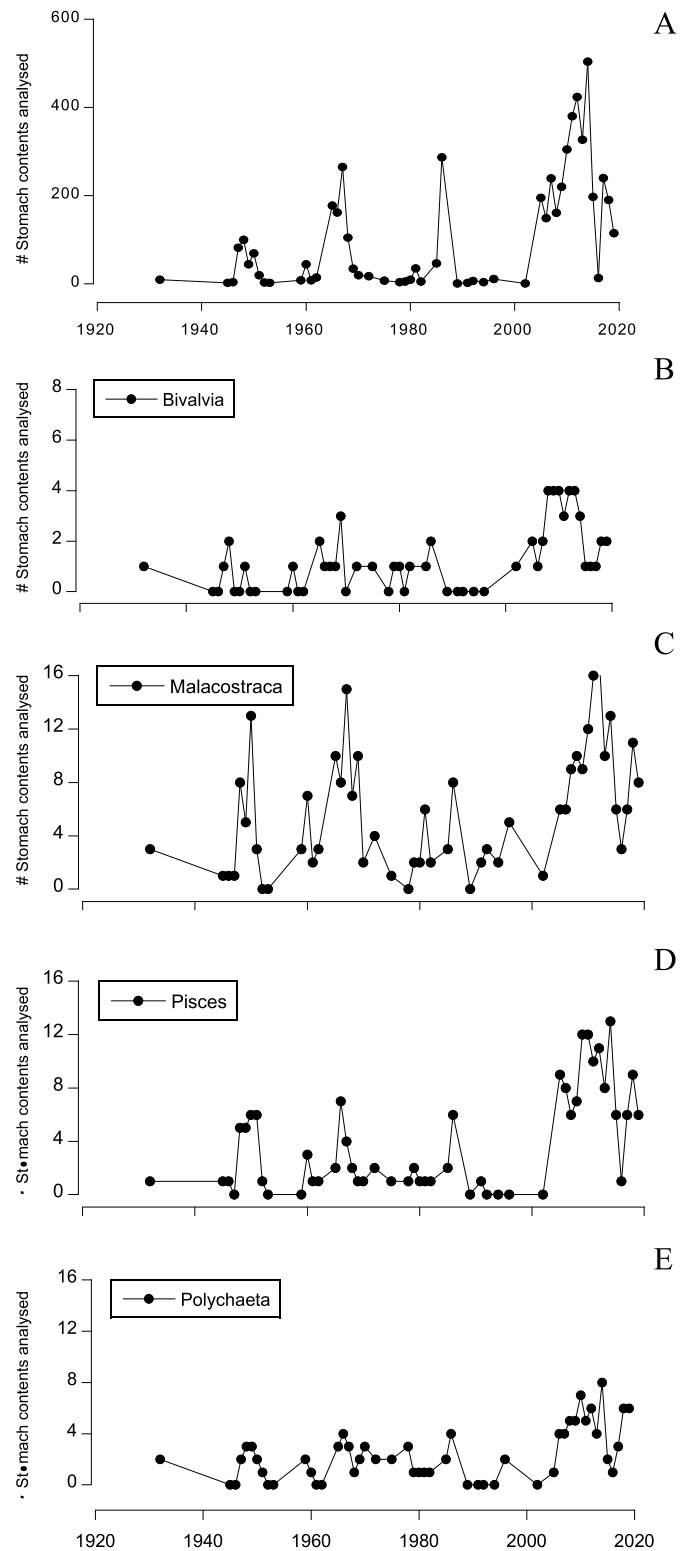 A
600
400
200
0
# Stomach contents analysed
1920 1940 1960 1980 2000 2020
B
Bivalvia
8
6
4
2
0
# Stomach contents analysed
C
Malacostraca
16
12
8
4
0
# Stomach contents analysed
D
Pisces
16
12
8
4
0
· St•mach contents analysed
E
Polychaeta
16
12
8
4
0
· St•mach contents analysed
1920 1940 1960 1980 2000 2020